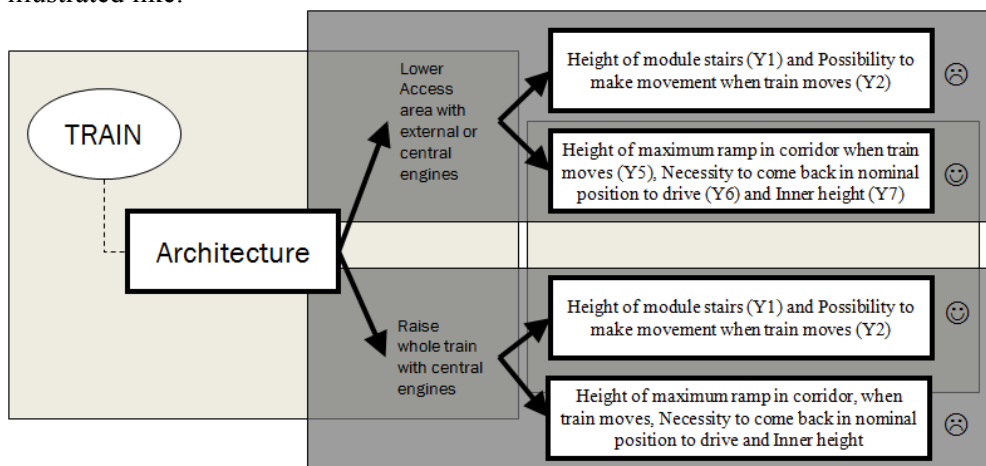 illustrated like:
TRAIN
Architecture
Lower
Access
area with
external or
central
engines
Height of module stairs (Y1) and Possibility to
make movement when train moves (Y2)
Height of maximum ramp in corridor when train
moves (Y5), Necessity to come back in nominal
position to drive (Y6) and Inner height (Y7)
Raise
whole train
with central
engines
Height of module stairs (Y1) and Possibility to
make movement when train moves (Y2)
Height of maximum ramp in corridor, when
train moves, Necessity to come back in nominal
position to drive and Inner height